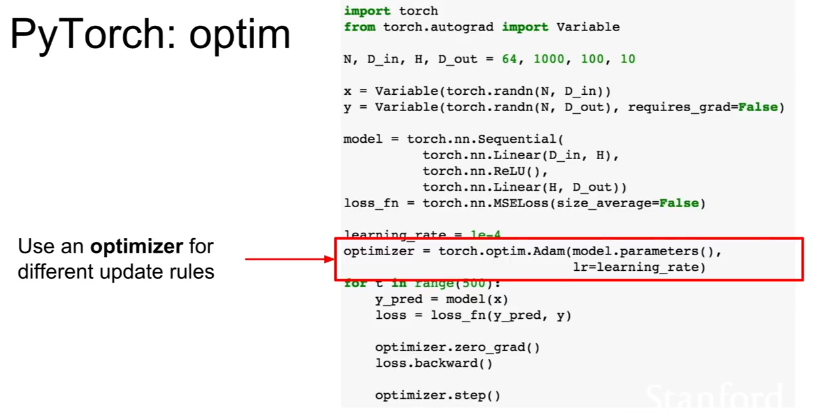 PyTorch: optim
import torch
from torch.autograd import Variable
N, D_in, H, D_out = 64, 1000, 100, 10
x = Variable(torch.randn(N, D_in))
y = Variable(torch.randn(N, D_out), requires_grad=False)
model = torch.nn.Sequential(
torch.nn.Linear(D_in, H),
torch.nn.ReLU(),
torch.nn.Linear(H, D_out))
loss_fn = torch.nn.MSELoss(size_average=False)
learning_rate = 1e-4
optimizer = torch.optim.Adam(model.parameters(),
lr=learning_rate)
for t in range(500):
y_pred = model(x)
loss = loss_fn(y_pred, y)
optimizer.zero_grad()
loss.backward()
optimizer.step()
Use an optimizer for
different update rules
Stanford